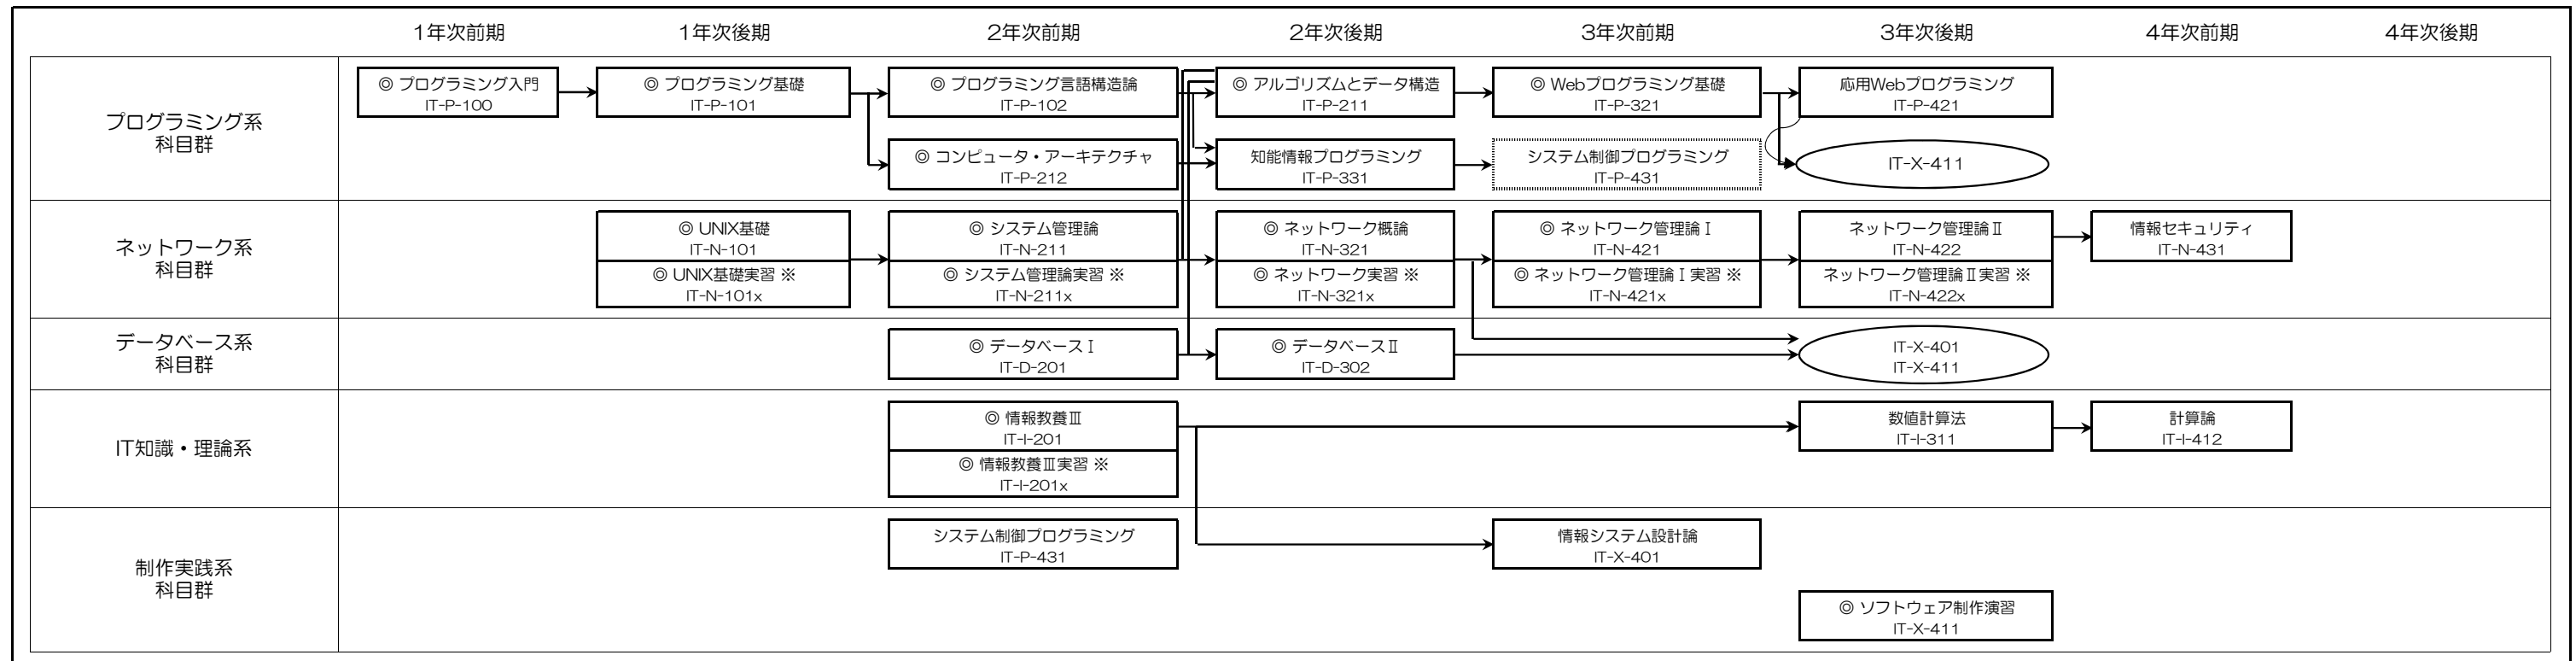 1年次前期 1年次後期 2年次前期 2年次後期 3年次前期 3年次後期 4年次前期 4年次後期
プログラミング系
科目群
◎ プログラミング入門
IT-P-100
◎ プログラミング基礎
IT-P-101
◎ プログラミング言語構造論
IT-P-102
◎ アルゴリズムとデータ構造
IT-P-211
◎ Webプログラミング基礎
IT-P-321
応用Webプログラミング
IT-P-421
◎ コンピュータ・アーキテクチャ
IT-P-212
知能情報プログラミング
IT-P-331
システム制御プログラミング
IT-P-431
IT-X-411
ネットワーク系
科目群
◎ UNIX基礎
IT-N-101
◎ UNIX基礎実習 ※
IT-N-101x
◎ システム管理論
IT-N-211
◎ システム管理論実習 ※
IT-N-211x
◎ ネットワーク概論
IT-N-321
◎ ネットワーク実習 ※
IT-N-321x
◎ ネットワーク管理論Ⅰ
IT-N-421
◎ ネットワーク管理論Ⅰ実習 ※
IT-N-421x
ネットワーク管理論Ⅱ
IT-N-422
ネットワーク管理論Ⅱ実習 ※
IT-N-422x
情報セキュリティ
IT-N-431
データベース系
科目群
◎ データベースⅠ
IT-D-201
◎ データベースⅡ
IT-D-302
IT-X-401
IT-X-411
IT知識・理論系
◎ 情報教養Ⅲ
IT-I-201
◎ 情報教養Ⅲ実習 ※
IT-I-201x
数値計算法
IT-I-311
計算論
IT-I-412
制作実践系
科目群
システム制御プログラミング
IT-P-431
情報システム設計論
IT-X-401
◎ ソフトウェア制作演習
IT-X-411